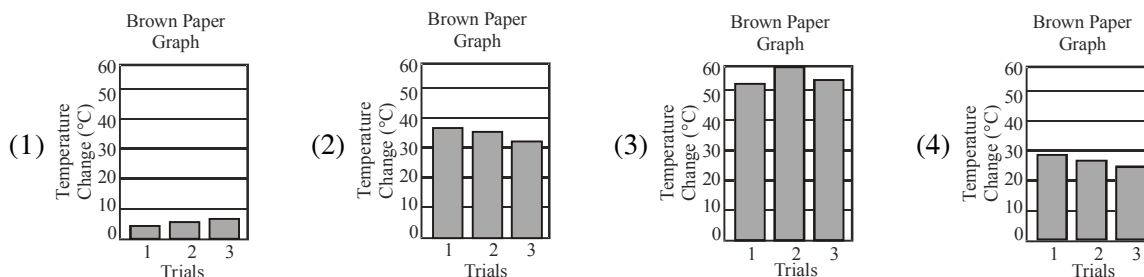 (1)
Brown Paper
Graph
Temperature
Change (°C)
60
50
40
30
20
10
0
1 2 3
Trials
(2)
Brown Paper
Graph
Temperature
Change (°C)
60
50
40
30
20
10
0
1 2 3
Trials
(3)
Brown Paper
Graph
Temperature
Change (°C)
60
50
40
30
20
10
0
1 2 3
Trials
(4)
Brown Paper
Graph
Temperature
Change (°C)
60
50
40
30
20
10
0
1 2 3
Trials